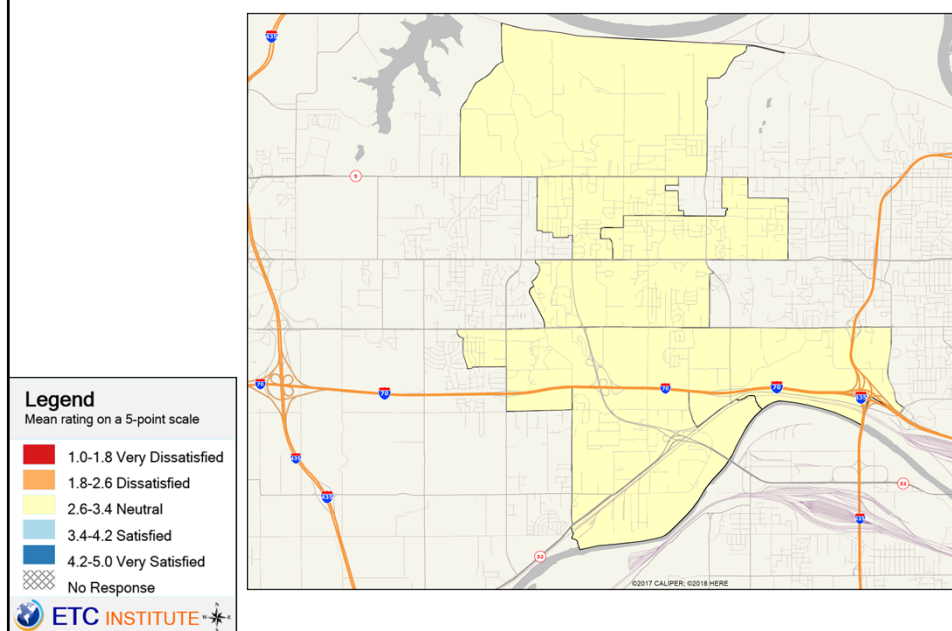 435
5
70
70
70
70
635
435
435
32
32
635
©2017 CALIPER; ©2018 HERE
Legend
Mean rating on a 5-point scale
1.0-1.8 Very Dissatisfied
1.8-2.6 Dissatisfied
2.6-3.4 Neutral
3.4-4.2 Satisfied
4.2-5.0 Very Satisfied
No Response
ETC INSTITUTE
N
W E
S